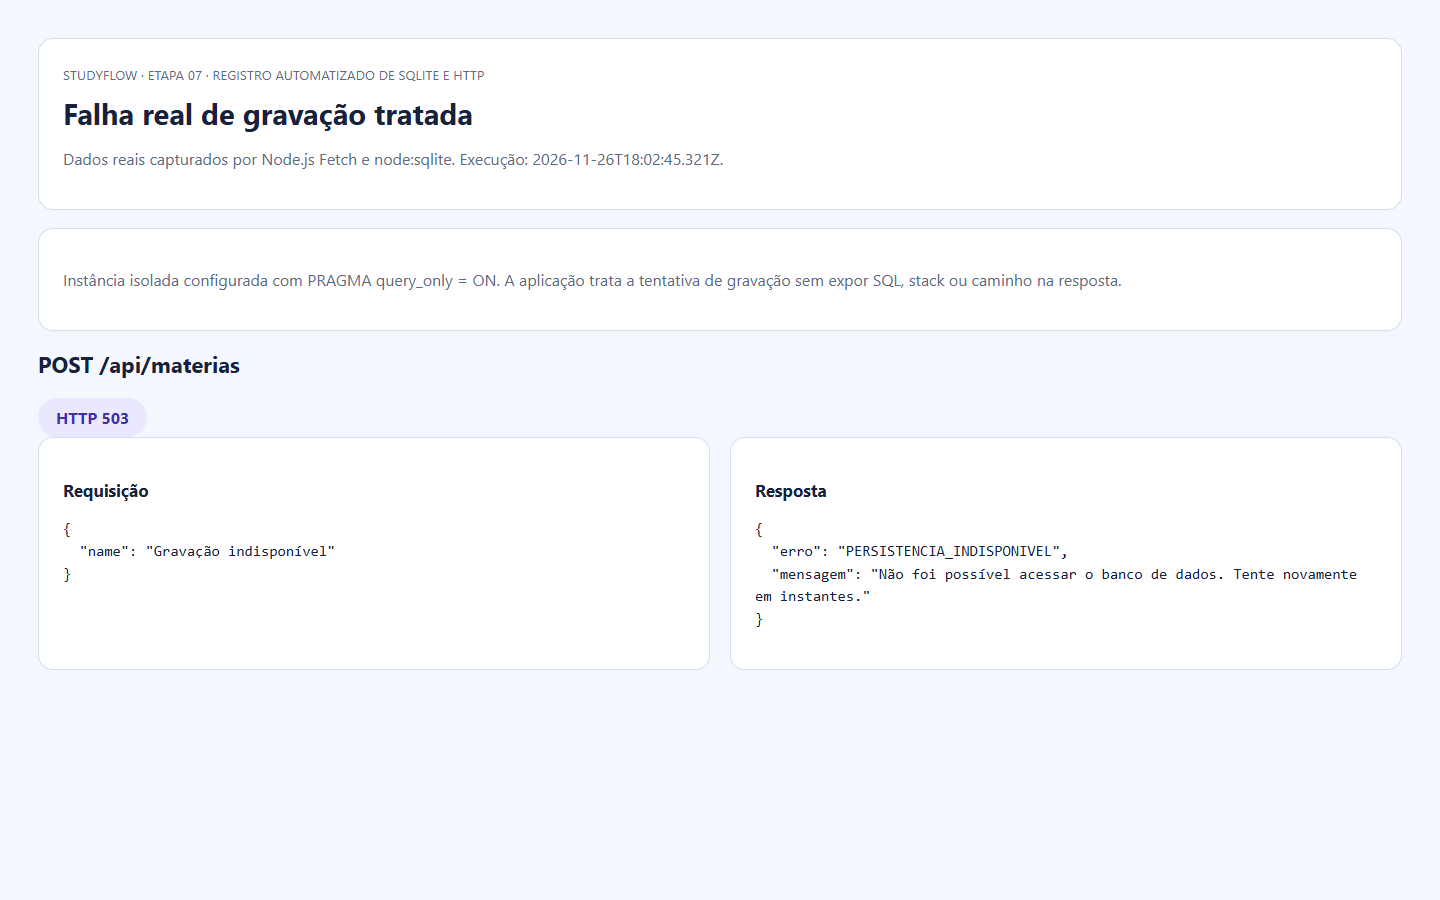 STUDYFLOW · ETAPA 07 · REGISTRO AUTOMATIZADO DE SQLITE E HTTP
Falha real de gravação tratada
Dados reais capturados por Node.js Fetch e node:sqlite. Execução: 2026-11-26T18:02:45.321Z.
Instância isolada configurada com PRAGMA query_only = ON. A aplicação trata a tentativa de gravação sem expor SQL, stack ou caminho na resposta.
POST /api/materias
HTTP 503
Requisição
{
  "name": "Gravação indisponível"
}
Resposta
{
  "erro": "PERSISTENCIA_INDISPONIVEL",
  "mensagem": "Não foi possível acessar o banco de dados. Tente novamente
em instantes."
}